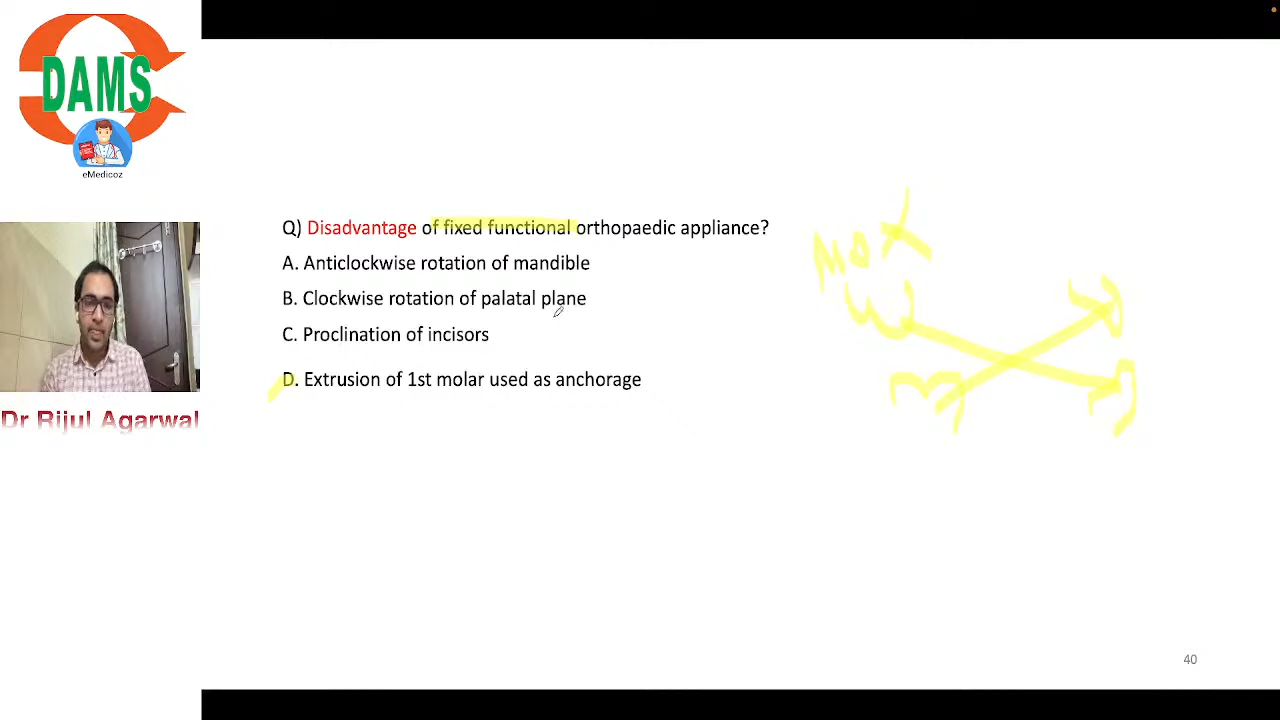 DAMS
eMedicoz
Dr Rijul Agarwal
Q) Disadvantage of fixed functional orthopaedic appliance?
A. Anticlockwise rotation of mandible
B. Clockwise rotation of palatal plane
C. Proclination of incisors
D. Extrusion of 1st molar used as anchorage
40